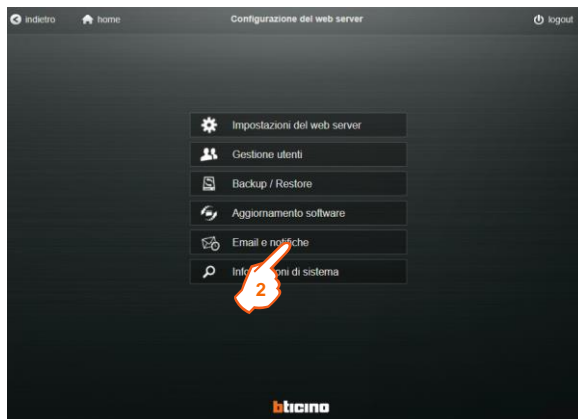 indietro home Configurazione del web server logout
Impostazioni del web server
Gestione utenti
Backup / Restore
Aggiornamento software
Email e notifiche
Informazioni di sistema
2
bticino